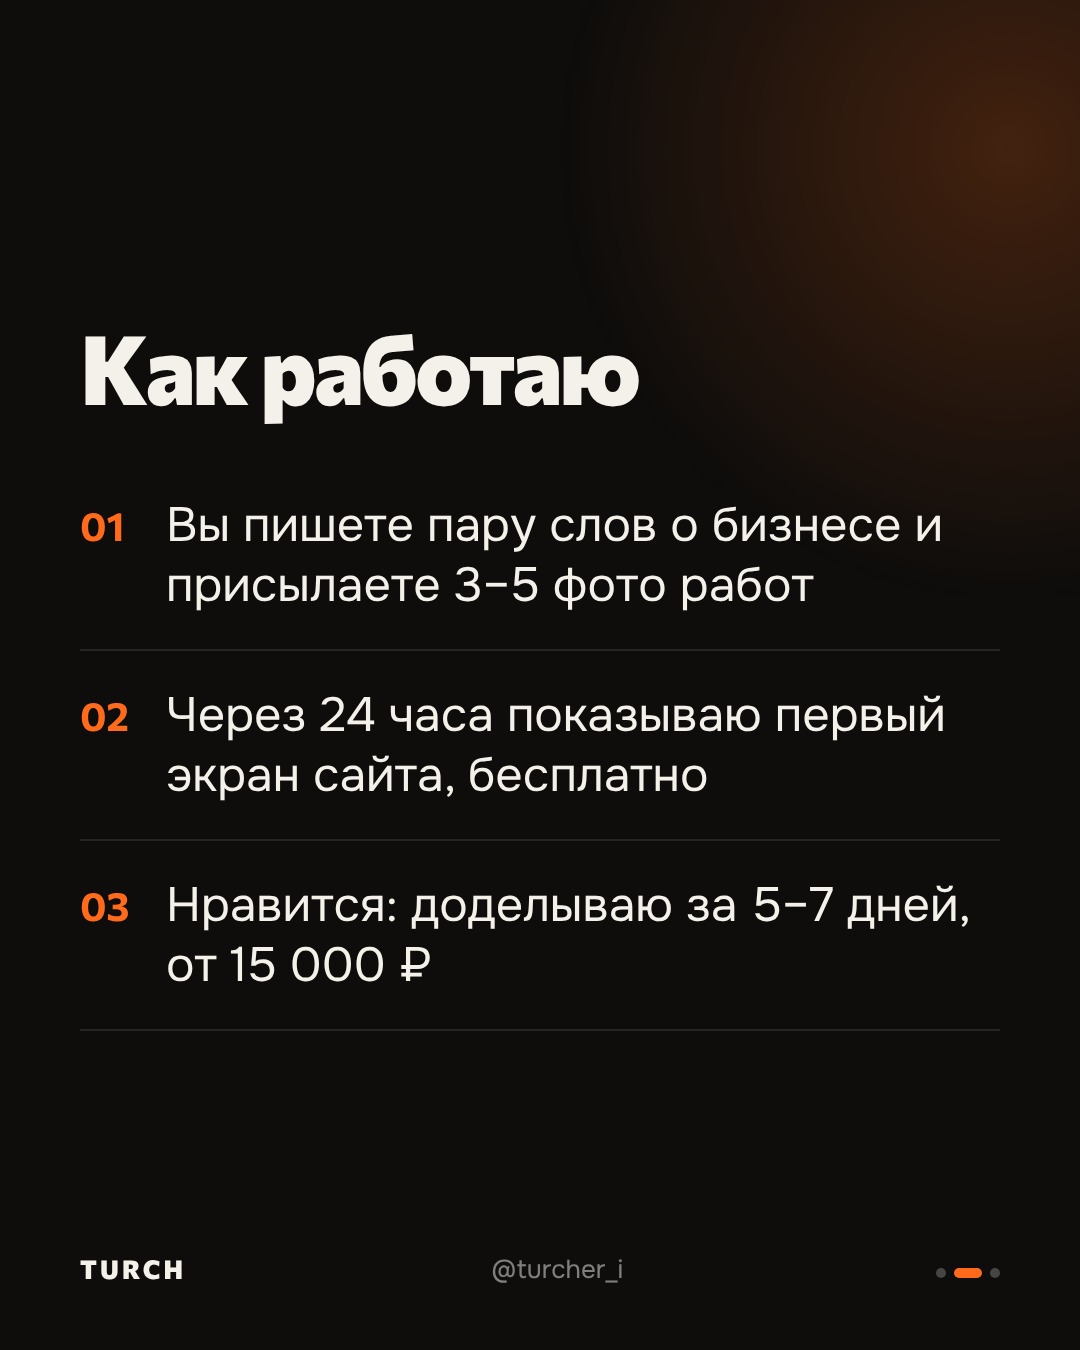 Как работаю
01 Вы пишете пару слов о бизнесе и
присылаете 3–5 фото работ
02 Через 24 часа показываю первый
экран сайта, бесплатно
03 Нравится: доделываю за 5–7 дней,
от 15 000 ₽
TURCH @turcher_i